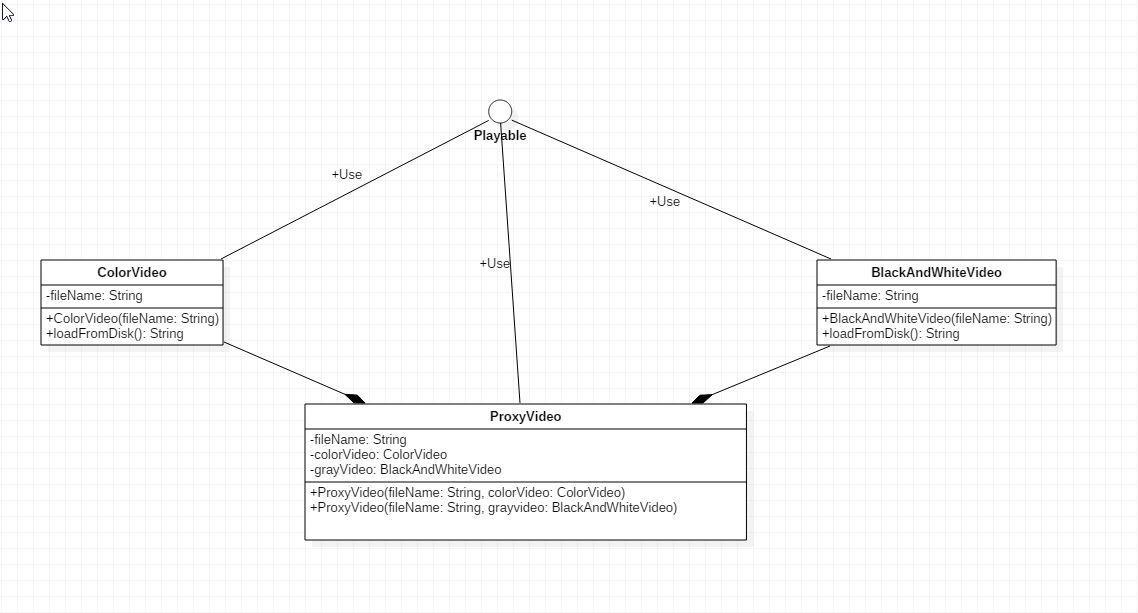 Playable
+Use
+Use
+Use
ColorVideo
-fileName: String
+ColorVideo(fileName: String)
+loadFromDisk(): String
BlackAndWhiteVideo
-fileName: String
+BlackAndWhiteVideo(fileName: String)
+loadFromDisk(): String
ProxyVideo
-fileName: String
-colorVideo: ColorVideo
-grayVideo: BlackAndWhiteVideo
+ProxyVideo(fileName: String, colorVideo: ColorVideo)
+ProxyVideo(fileName: String, grayvideo: BlackAndWhiteVideo)